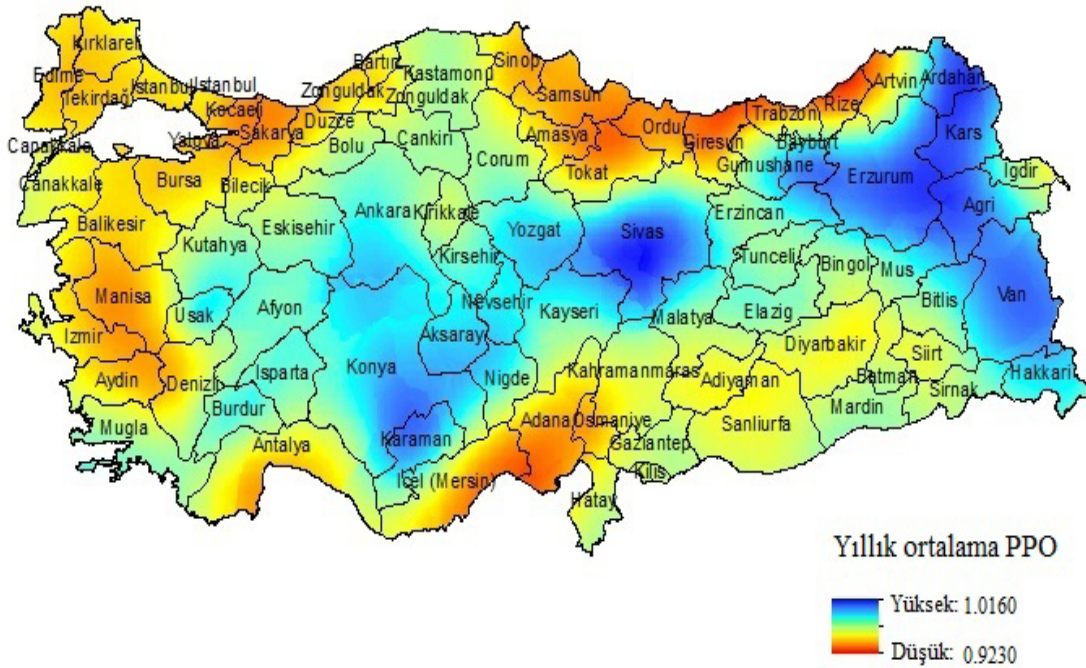 Kırklareli
Edirne
Tekirdağ
Istanbul
Istanbul
Kocaeli
Yalova
Sakarya
Duzce
Zonguldak
Bartın
Kastamonu
Zonguldak
Sinop
Samsun
Amasya
Tokat
Ordu
Giresun
Trabzon
Rize
Artvin
Ardahan
Kars
Bayburt
Gumushane
Erzurum
Igdir
Agri
Canakkale
Canakkale
Bursa
Bilecik
Bolu
Cankiri
Corum
Balikesir
Kutahya
Eskisehir
Ankara
Kirikkale
Yozgat
Kirsehir
Sivas
Erzincan
Tunceli
Bingol
Mus
Bitlis
Van
Manisa
Usak
Afyon
Nevsehir
Kayseri
Malatya
Elazig
Izmir
Aksaray
Diyarbakir
Siirt
Batman
Sirnak
Hakkari
Aydin
Denizli
Isparta
Konya
Nigde
Kahramanmaras
Adiyaman
Mardin
Mugla
Burdur
Antalya
Karaman
Adana
Osmaniye
Gaziantep
Sanliurfa
Kilis
Içel (Mersin)
Hatay
Yıllık ortalama PPO
Yüksek: 1.0160
Düşük: 0.9230